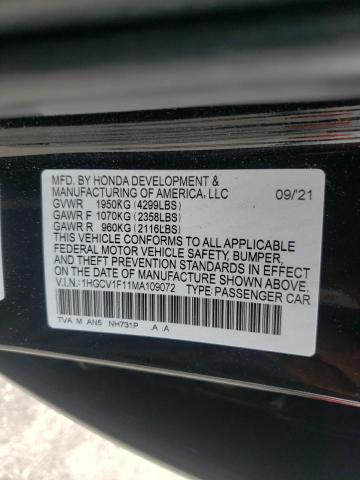 MFD. BY HONDA DEVELOPMENT &
MANUFACTURING OF AMERICA, LLC 09/'21
GVWR 1950KG (4299LBS)
GAWR F 1070KG (2358LBS)
GAWR R 960KG (2116LBS)
THIS VEHICLE CONFORMS TO ALL APPLICABLE
FEDERAL MOTOR VEHICLE SAFETY, BUMPER,
AND THEFT PREVENTION STANDARDS IN EFFECT
ON THE DATE OF MANUFACTURE SHOWN ABOVE.
V.I.N.: 1HGCV1F11MA109072 TYPE: PASSENGER CAR
TVA M AN5 NH731P .A .A